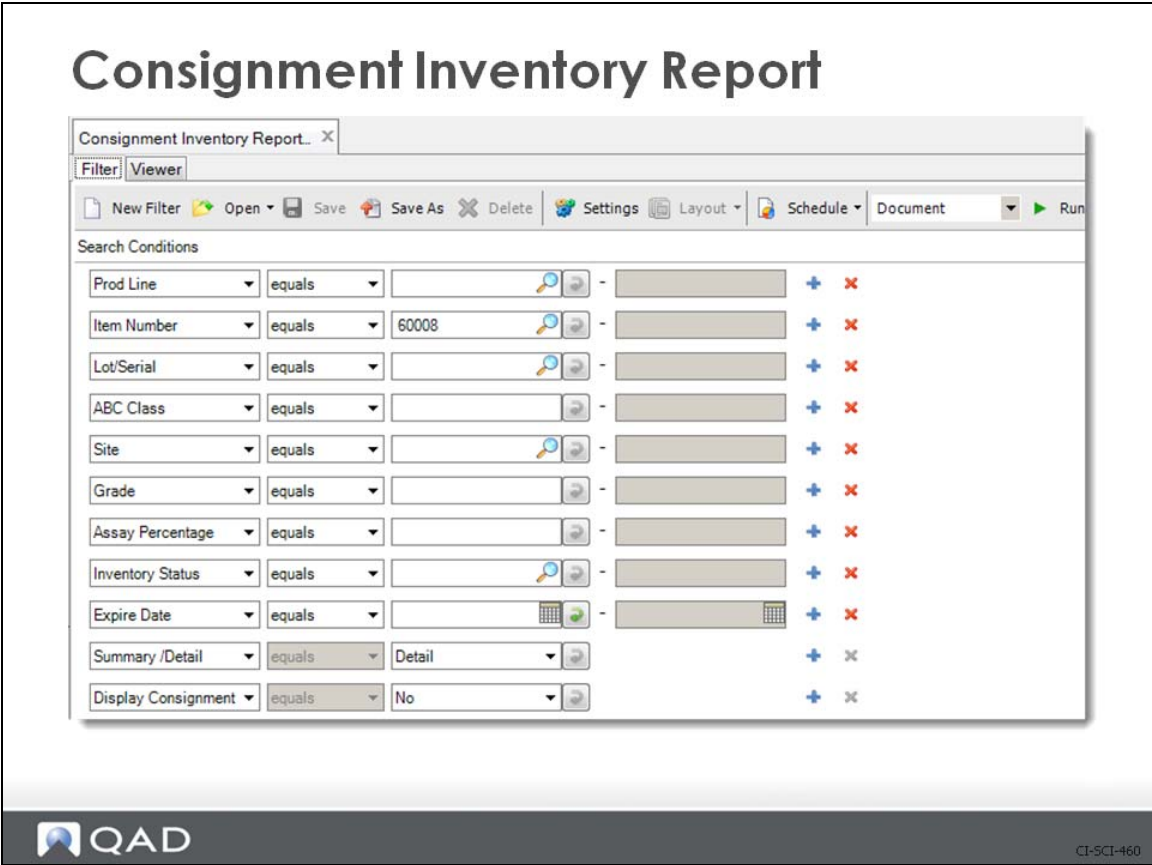 Consignment Inventory Report
Consignment Inventory Report...
Filter Viewer
New Filter Open Save Save As Delete Settings Layout Schedule Document Run
Search Conditions
Prod Line equals -
Item Number equals 60008 -
Lot/Serial equals -
ABC Class equals -
Site equals -
Grade equals -
Assay Percentage equals -
Inventory Status equals -
Expire Date equals -
Summary /Detail equals Detail
Display Consignment equals No
QAD
CI-SCI-460